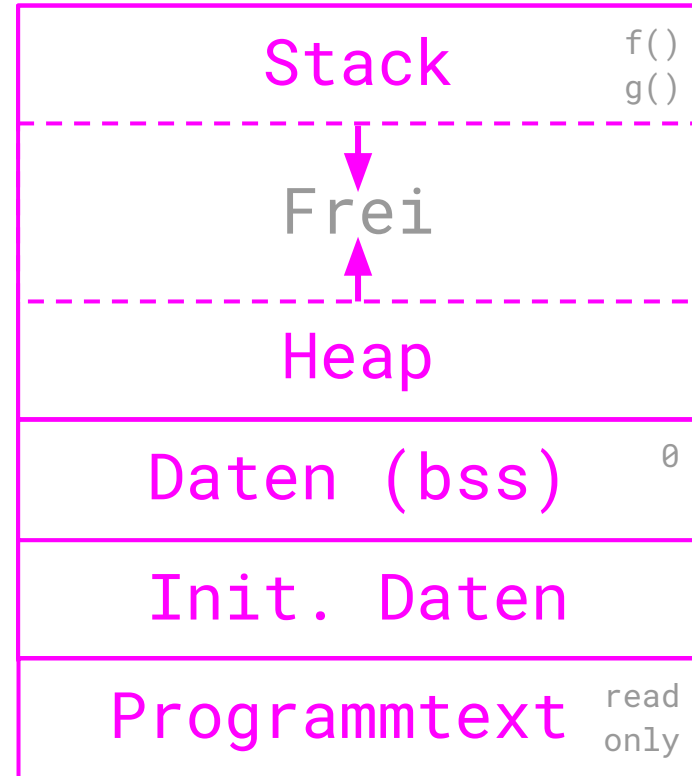 Stack
f()
g()
Frei
Heap
Daten (bss)
0
Init. Daten
Programmtext
read
only